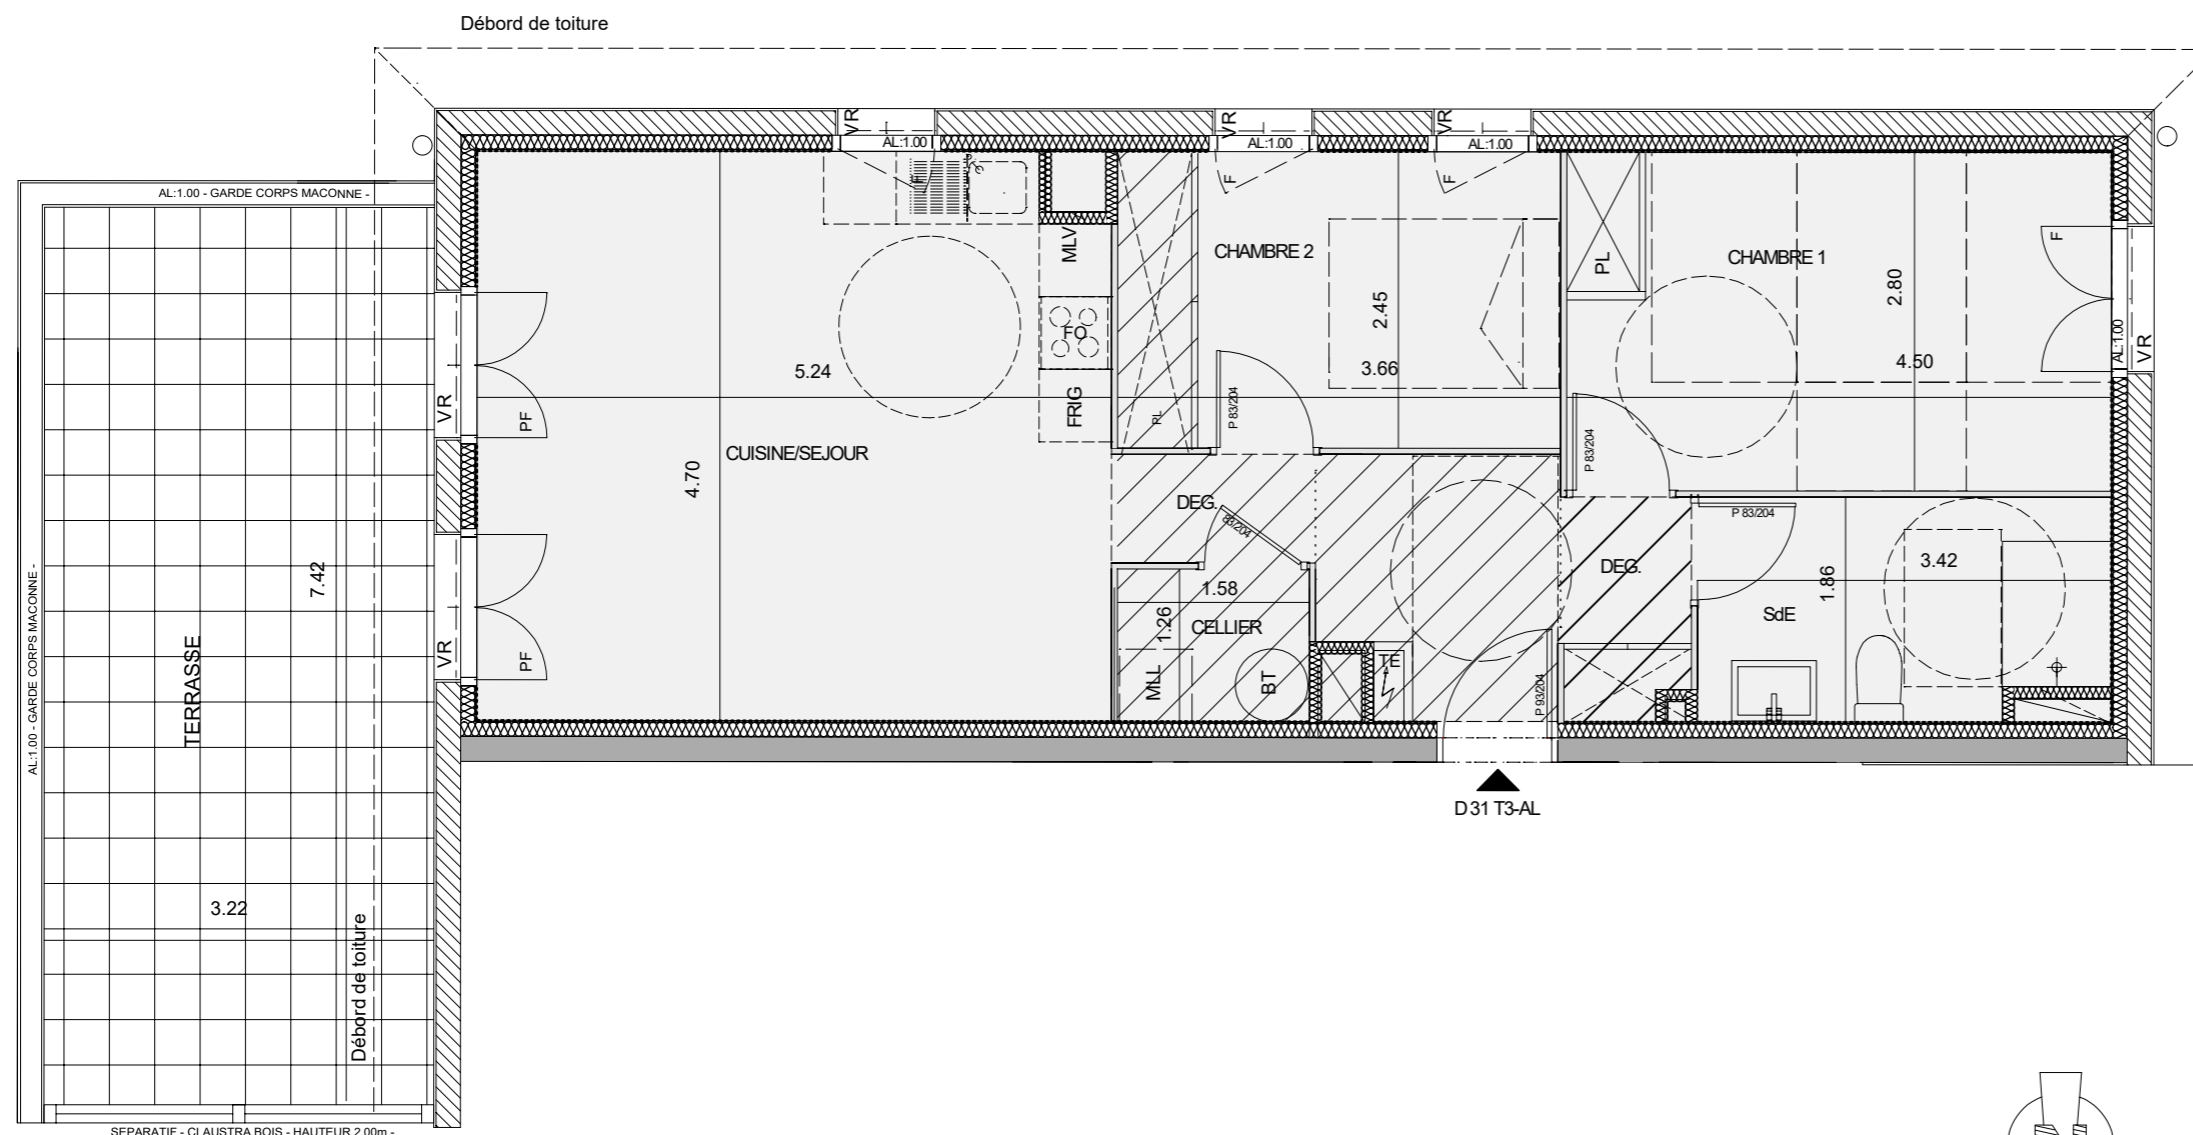 Débord de toiture
VR
VR
VR
AL:1.00
AL:1.00
AL:1.00
F
F
F
AL:1.00 - GARDE CORPS MACONNE -
MLV
CHAMBRE 2
PL
CHAMBRE 1
F
2.45
2.80
FO
5.24
3.66
4.50
AL:1.00
VR
VR
PF
FRIG
P 83/204
P 83/204
CUISINE/SEJOUR
4.70
DEG.
83/204
P 83/204
7.42
AL:1.00 - GARDE CORPS MACONNE -
1.58
DEG.
1.86
3.42
1.26
CELLIER
SdE
TERRASSE
VR
PF
MLL
BT
TE
P 93/204
D 31 T3-AL
3.22
Débord de toiture
SEPARATIF - CLAUSTRA BOIS - HAUTEUR 2.00m -